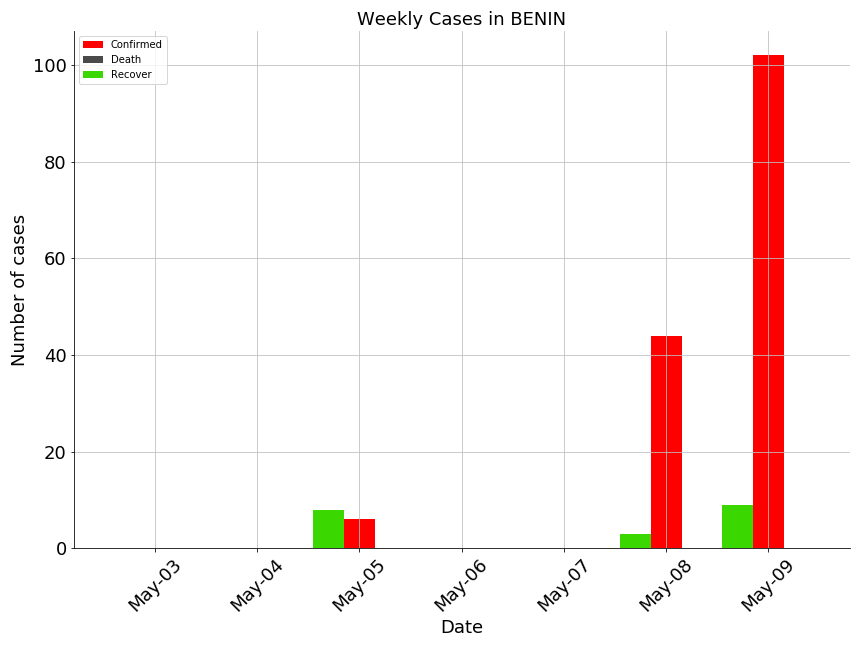 Weekly Cases in BENIN
Confirmed
Death
Recover
Number of cases
100
80
60
40
20
0
May-03
May-04
May-05
May-06
May-07
May-08
May-09
Date